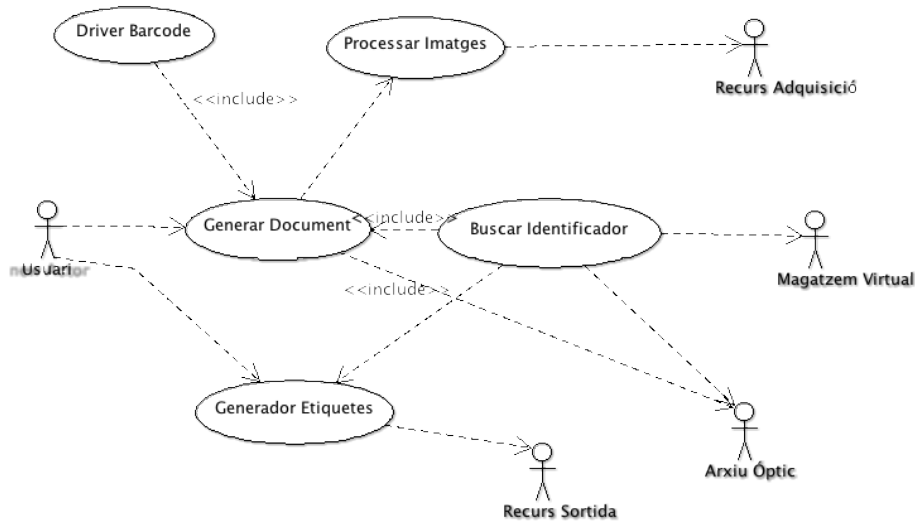 Driver Barcode
Processar Imatges
Recurs Adquisició
<<include>>
Generar Document
<<include>>
Buscar Identificador
Usuari
Magatzem Virtual
<<include>>
Generador Etiquetes
Arxiu Òptic
Recurs Sortida